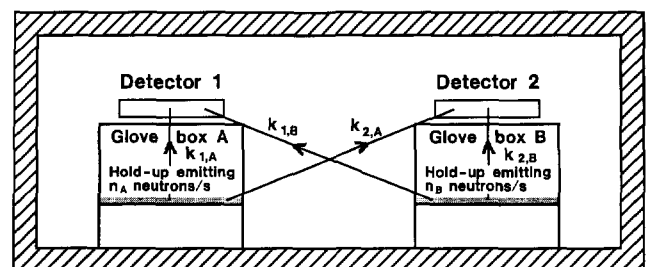 Detector 1
Detector 2
k1,B
k2,A
Glove box A
k1,A
Hold-up emitting
nA neutrons/s
Glove box B
k2,B
Hold-up emitting
nB neutrons/s